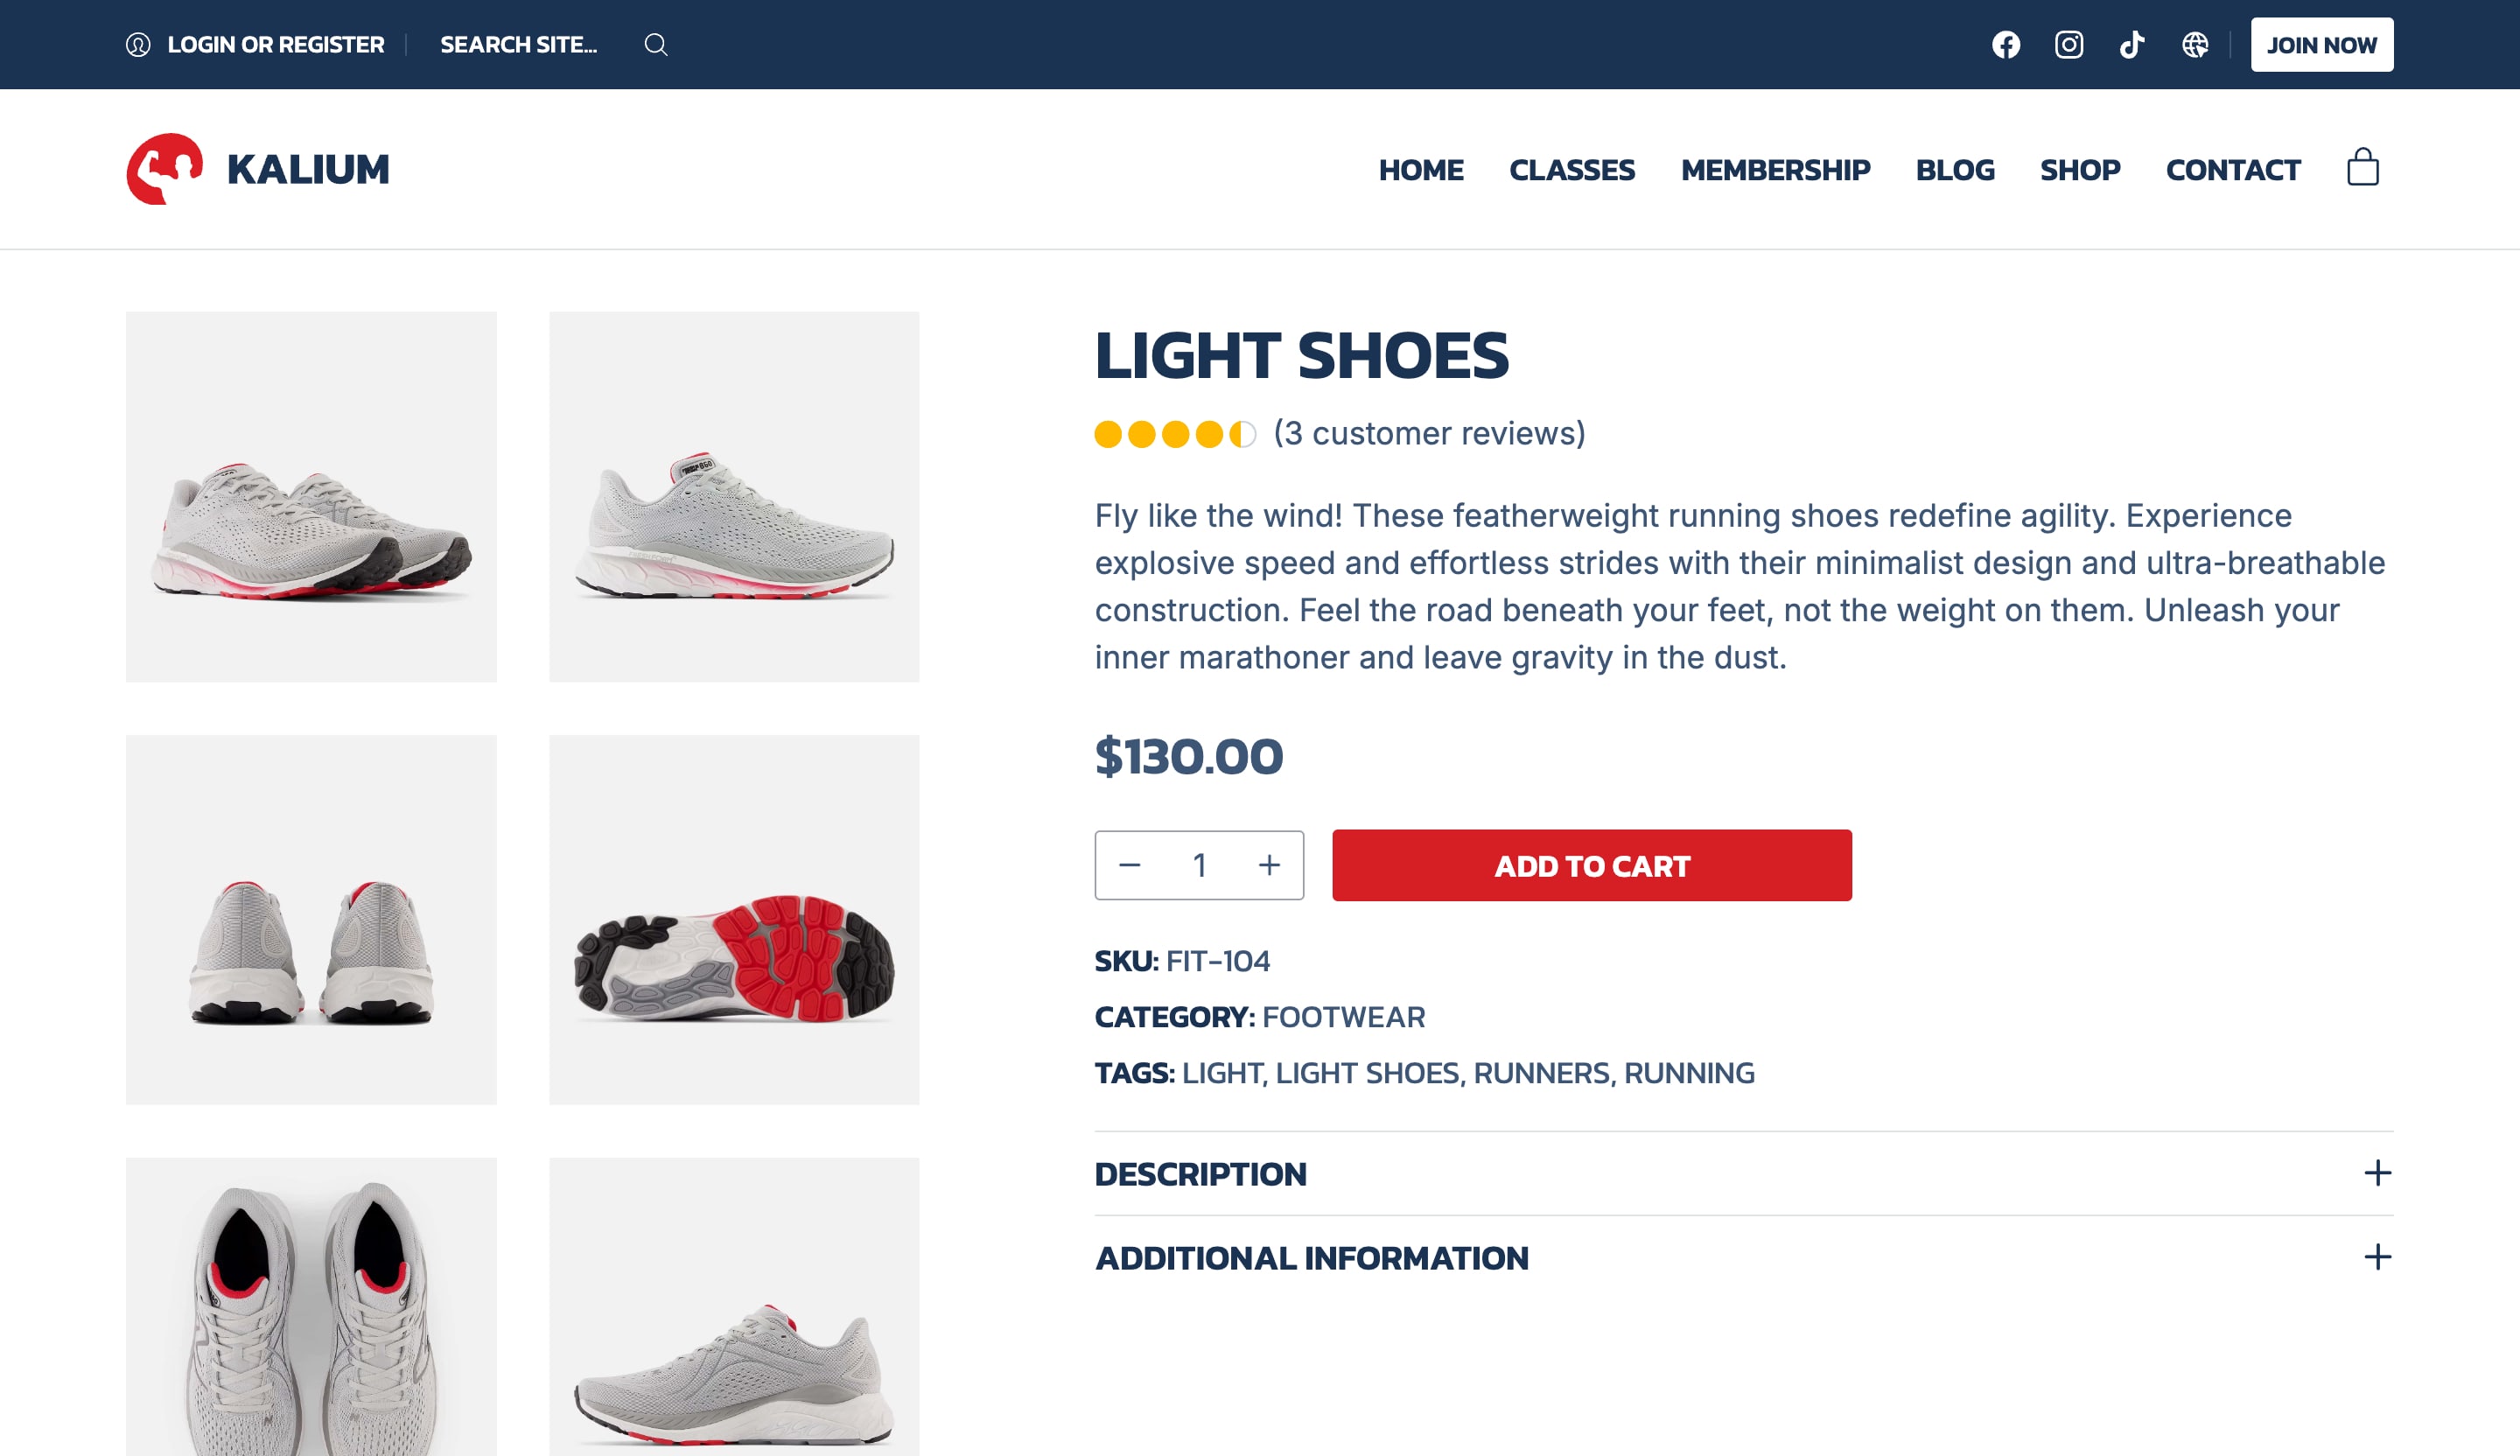 LOGIN OR REGISTER
SEARCH SITE...
JOIN NOW
KALIUM
HOME
CLASSES
MEMBERSHIP
BLOG
SHOP
CONTACT
LIGHT SHOES
(3 customer reviews)
Fly like the wind! These featherweight running shoes redefine agility. Experience
explosive speed and effortless strides with their minimalist design and ultra-breathable
construction. Feel the road beneath your feet, not the weight on them. Unleash your
inner marathoner and leave gravity in the dust.
$130.00
1
ADD TO CART
SKU: FIT-104
CATEGORY: FOOTWEAR
TAGS: LIGHT, LIGHT SHOES, RUNNERS, RUNNING
DESCRIPTION
ADDITIONAL INFORMATION